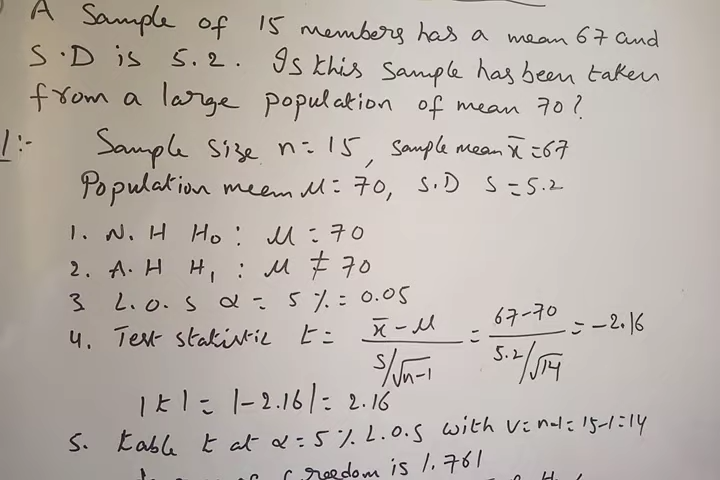 A Sample of 15 members has a mean 67 and
S.D is 5.2. Is this Sample has been taken
from a large population of mean 70?
Sample size n=15, Sample mean x̄=67
Population meam μ=70, S.D S=5.2
1. N.H H₀: μ=70
2. A.H H₁: μ≠70
3 L.O.S α=5%=0.05
4. Test statistic t= x̄-μ / S/√n-1 = 67-70 / 5.2/√14 = -2.16
|t|=|-2.16|=2.16
5. table t at α=5% L.O.S with ν=n-1=15-1=14
freedom is 1.761